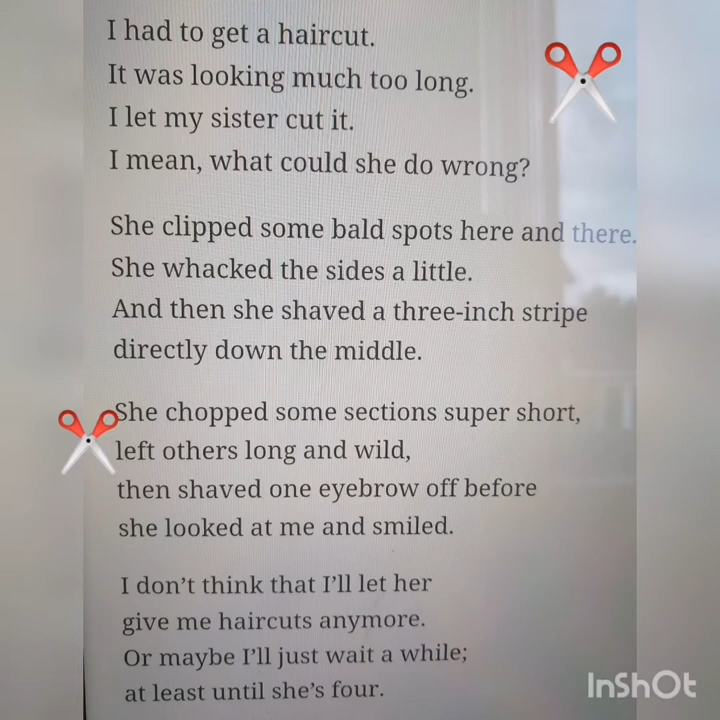 I had to get a haircut.
It was looking much too long.
I let my sister cut it.
I mean, what could she do wrong?
She clipped some bald spots here and there.
She whacked the sides a little.
And then she shaved a three-inch stripe
directly down the middle.
She chopped some sections super short,
left others long and wild,
then shaved one eyebrow off before
she looked at me and smiled.
I don’t think that I’ll let her
give me haircuts anymore.
Or maybe I’ll just wait a while;
at least until she’s four.
InShOt